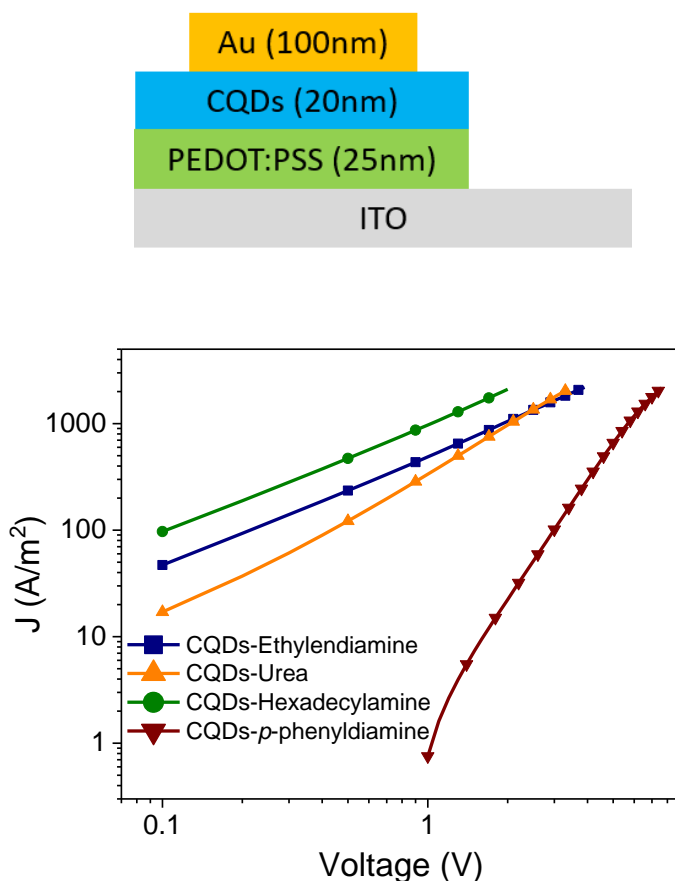 Au (100nm)
CQDs (20nm)
PEDOT:PSS (25nm)
ITO
1000
100
10
1
J (A/m²)
CQDs-Ethylendiamine
CQDs-Urea
CQDs-Hexadecylamine
CQDs-p-phenyldiamine
0.1
1
Voltage (V)